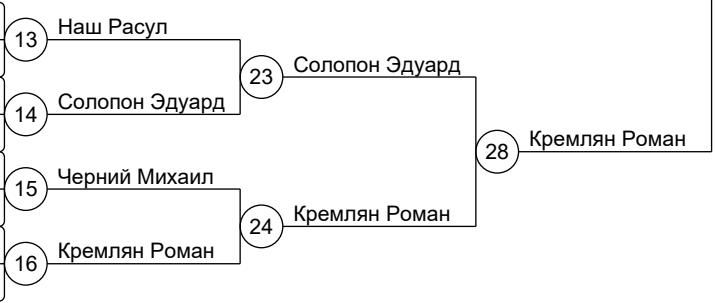 13 Наш Расул
23 Солопон Эдуард
14 Солопон Эдуард
28 Кремлян Роман
15 Черний Михаил
24 Кремлян Роман
16 Кремлян Роман